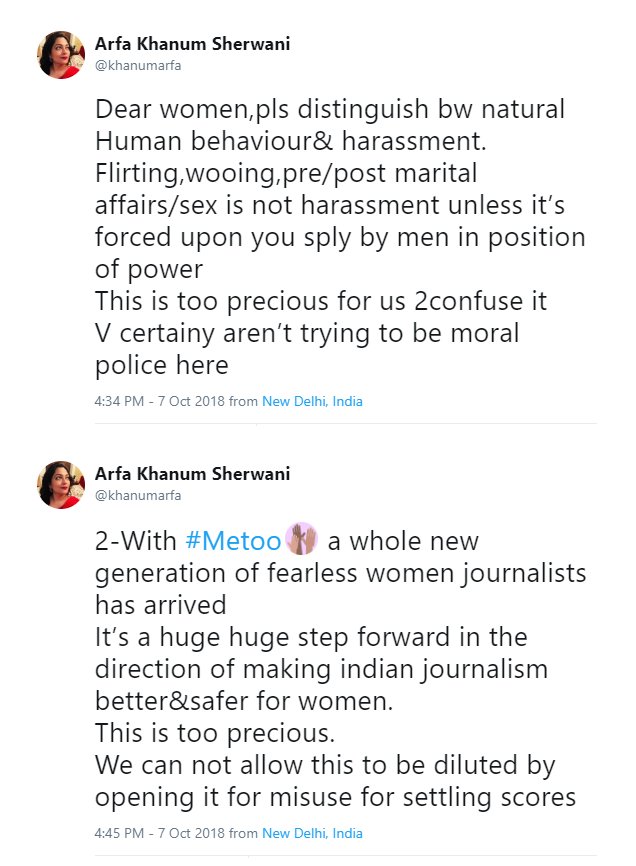 Arfa Khanum Sherwani
@khanumarfa
Dear women,pls distinguish bw natural
Human behaviour& harassment.
Flirting,wooing,pre/post marital
affairs/sex is not harassment unless it’s
forced upon you sply by men in position
of power
This is too precious for us 2confuse it
V certainy aren’t trying to be moral
police here
4:34 PM - 7 Oct 2018 from New Delhi, India
Arfa Khanum Sherwani
@khanumarfa
2-With #Metoo a whole new
generation of fearless women journalists
has arrived
It’s a huge huge step forward in the
direction of making indian journalism
better&safer for women.
This is too precious.
We can not allow this to be diluted by
opening it for misuse for settling scores
4:45 PM - 7 Oct 2018 from New Delhi, India